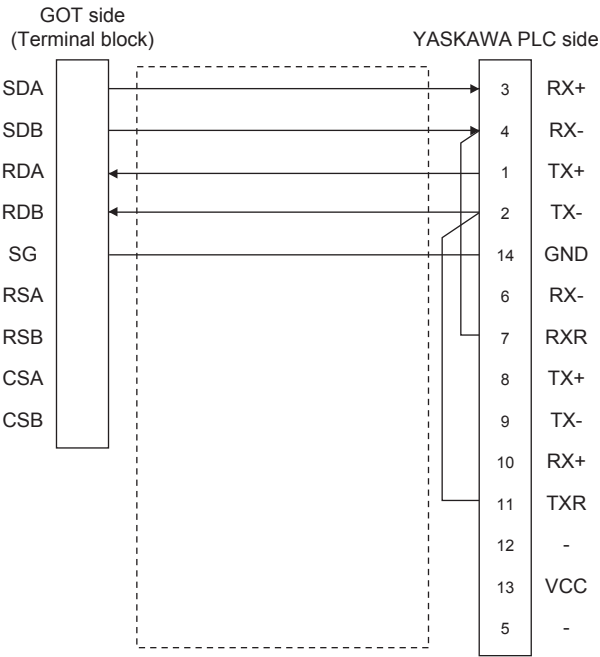 GOT side
(Terminal block)
YASKAWA PLC side
SDA 3 RX+
SDB 4 RX-
RDA 1 TX+
RDB 2 TX-
SG 14 GND
RSA 6 RX-
RSB 7 RXR
CSA 8 TX+
CSB 9 TX-
10 RX+
11 TXR
12 -
13 VCC
5 -